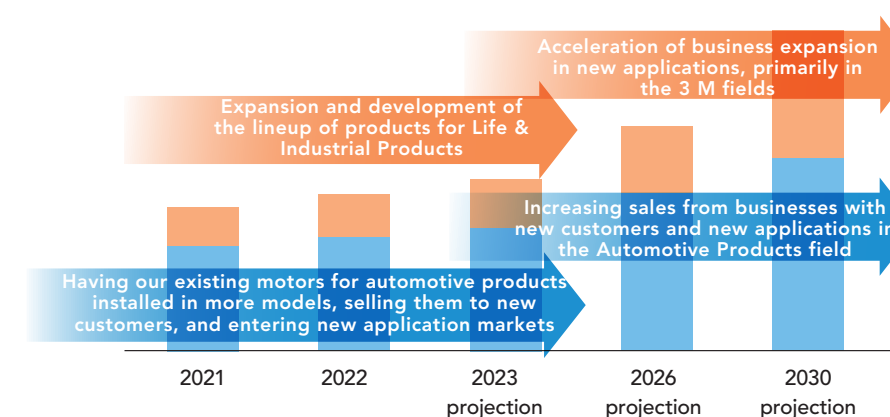 Acceleration of business expansion
in new applications, primarily in
the 3 M fields
Expansion and development of
the lineup of products for Life &
Industrial Products
Increasing sales from businesses with
new customers and new applications in
the Automotive Products field
Having our existing motors for automotive products
installed in more models, selling them to new
customers, and entering new application markets
2021
2022
2023
projection
2026
projection
2030
projection